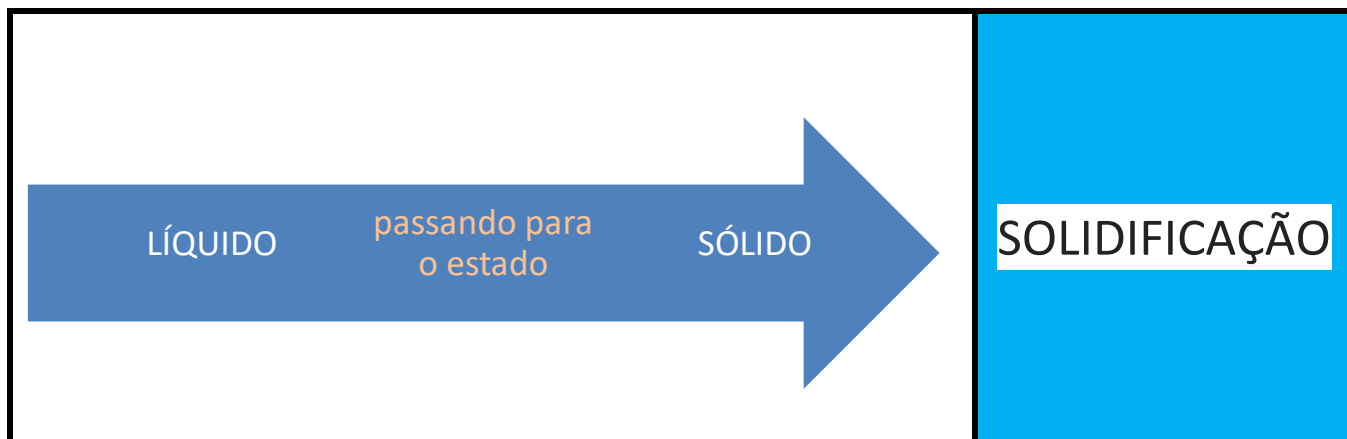 LÍQUIDO
passando para
o estado
SÓLIDO
SOLIDIFICAÇÃO